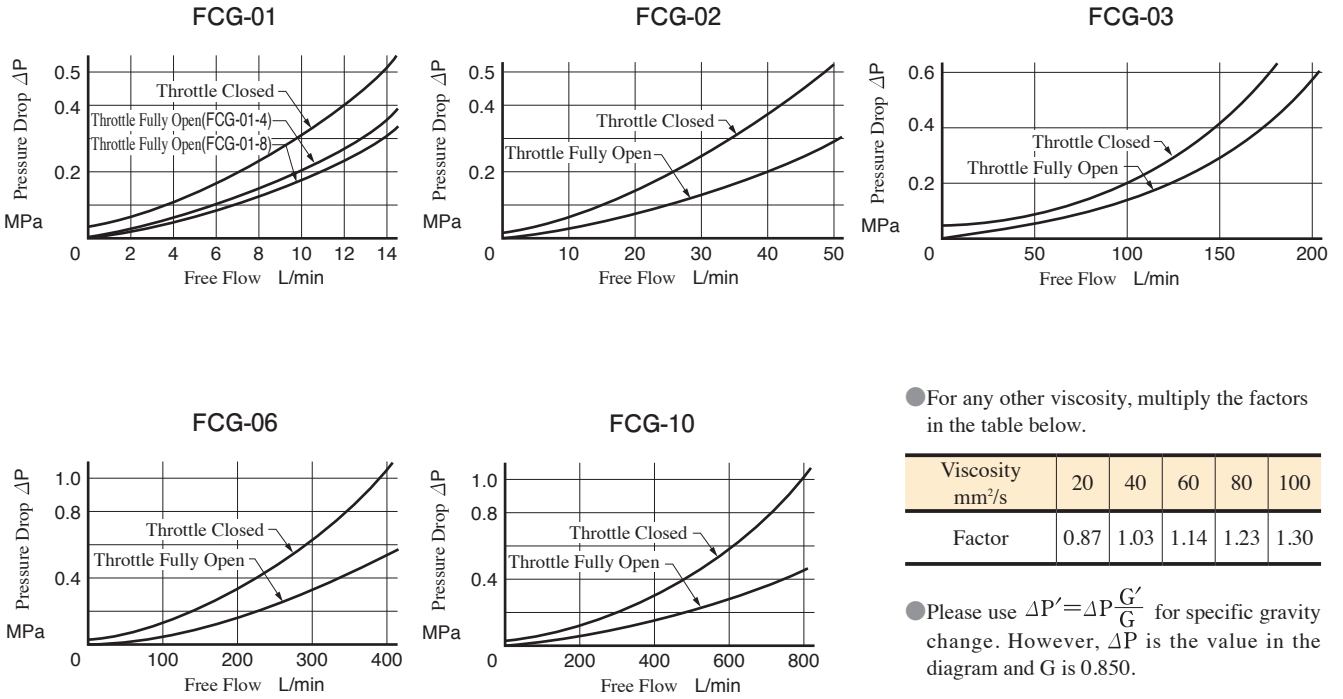 FCG-01
Pressure Drop ΔP
MPa
0.5
0.4
0.2
Throttle Closed
Throttle Fully Open(FCG-01-4)
Throttle Fully Open(FCG-01-8)
0 2 4 6 8 10 12 14
Free Flow L/min
FCG-02
Pressure Drop ΔP
MPa
0.5
0.4
0.2
Throttle Closed
Throttle Fully Open
0 10 20 30 40 50
Free Flow L/min
FCG-03
Pressure Drop ΔP
MPa
0.6
0.4
0.2
Throttle Closed
Throttle Fully Open
0 50 100 150 200
Free Flow L/min
FCG-06
Pressure Drop ΔP
MPa
1.0
0.8
0.4
Throttle Closed
Throttle Fully Open
0 100 200 300 400
Free Flow L/min
FCG-10
Pressure Drop ΔP
MPa
1.0
0.8
0.4
Throttle Closed
Throttle Fully Open
0 200 400 600 800
Free Flow L/min
●For any other viscosity, multiply the factors
in the table below.
Viscosity mm²/s 20 40 60 80 100
Factor 0.87 1.03 1.14 1.23 1.30
●Please use ΔP′=ΔP G′/G for specific gravity
change. However, ΔP is the value in the
diagram and G is 0.850.